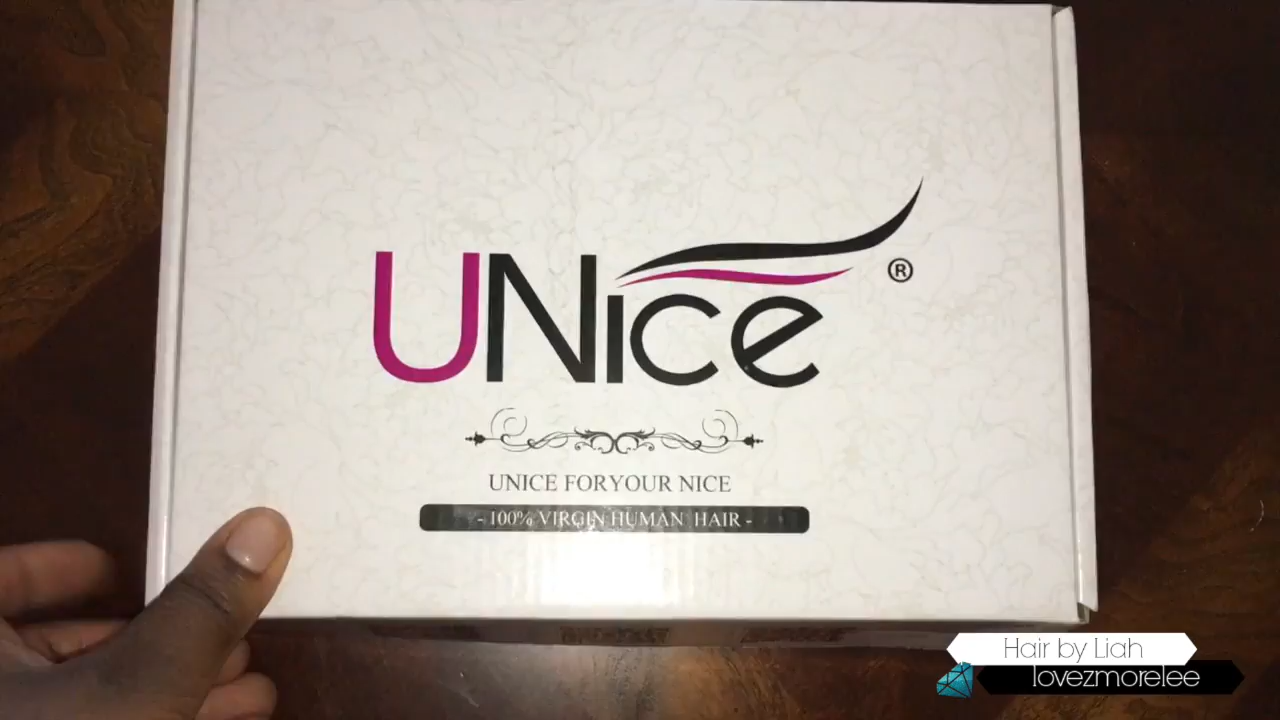 UNice ®
UNICE FORYOUR NICE
- 100% VIRGIN HUMAN HAIR -
Hair by Liah
lovezmorelee